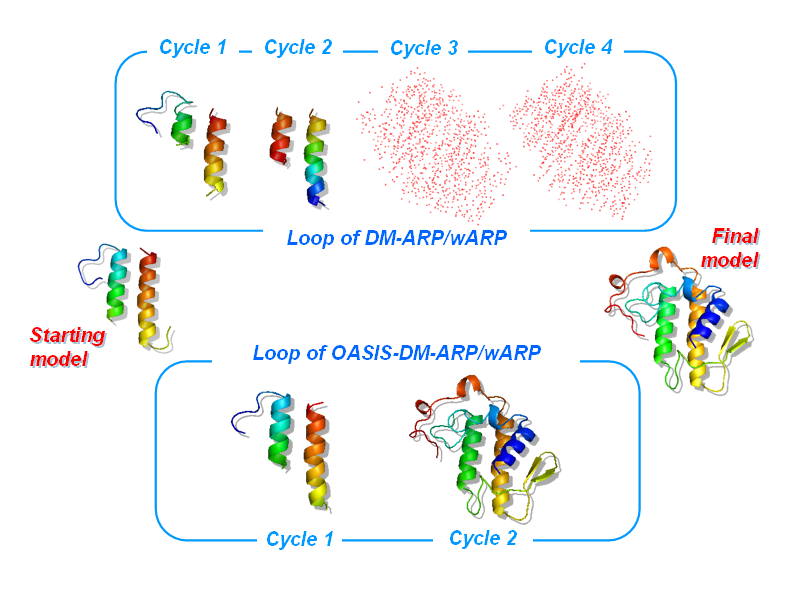 Cycle 1
Cycle 2
Cycle 3
Cycle 4
Loop of DM-ARP/wARP
Final
model
Starting
model
Loop of OASIS-DM-ARP/wARP
Cycle 1
Cycle 2